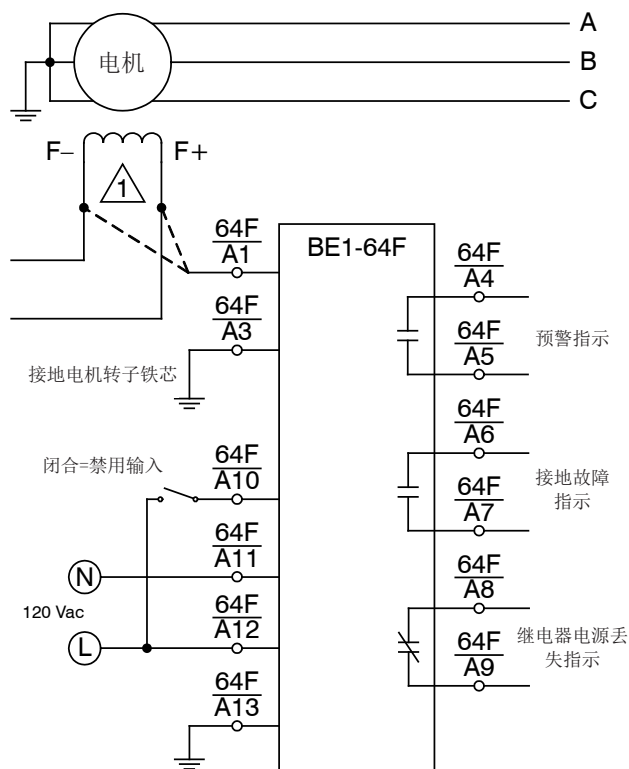 A
电机
B
C
F–
F+
1
64F
A1
BE1-64F
64F
A4
64F
A3
64F
A5
预警指示
接地电机转子铁芯
64F
A6
闭合=禁用输入
64F
A10
接地故障
指示
64F
A7
64F
A11
N
64F
A8
120 Vac
64F
A12
L
继电器电源丢
失指示
64F
A9
64F
A13